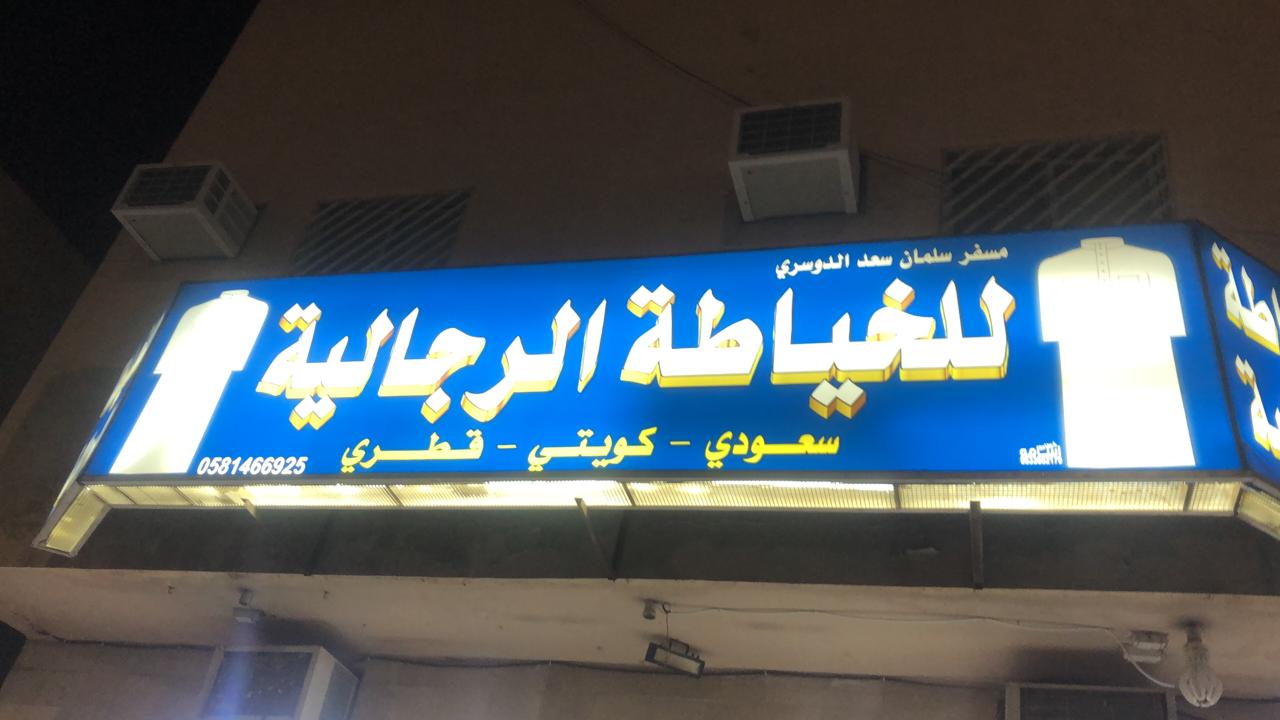 مسفر سلمان سعد الدوسري
للخياطة الرجالية
سعودي - كويتي - قطري
0581466925